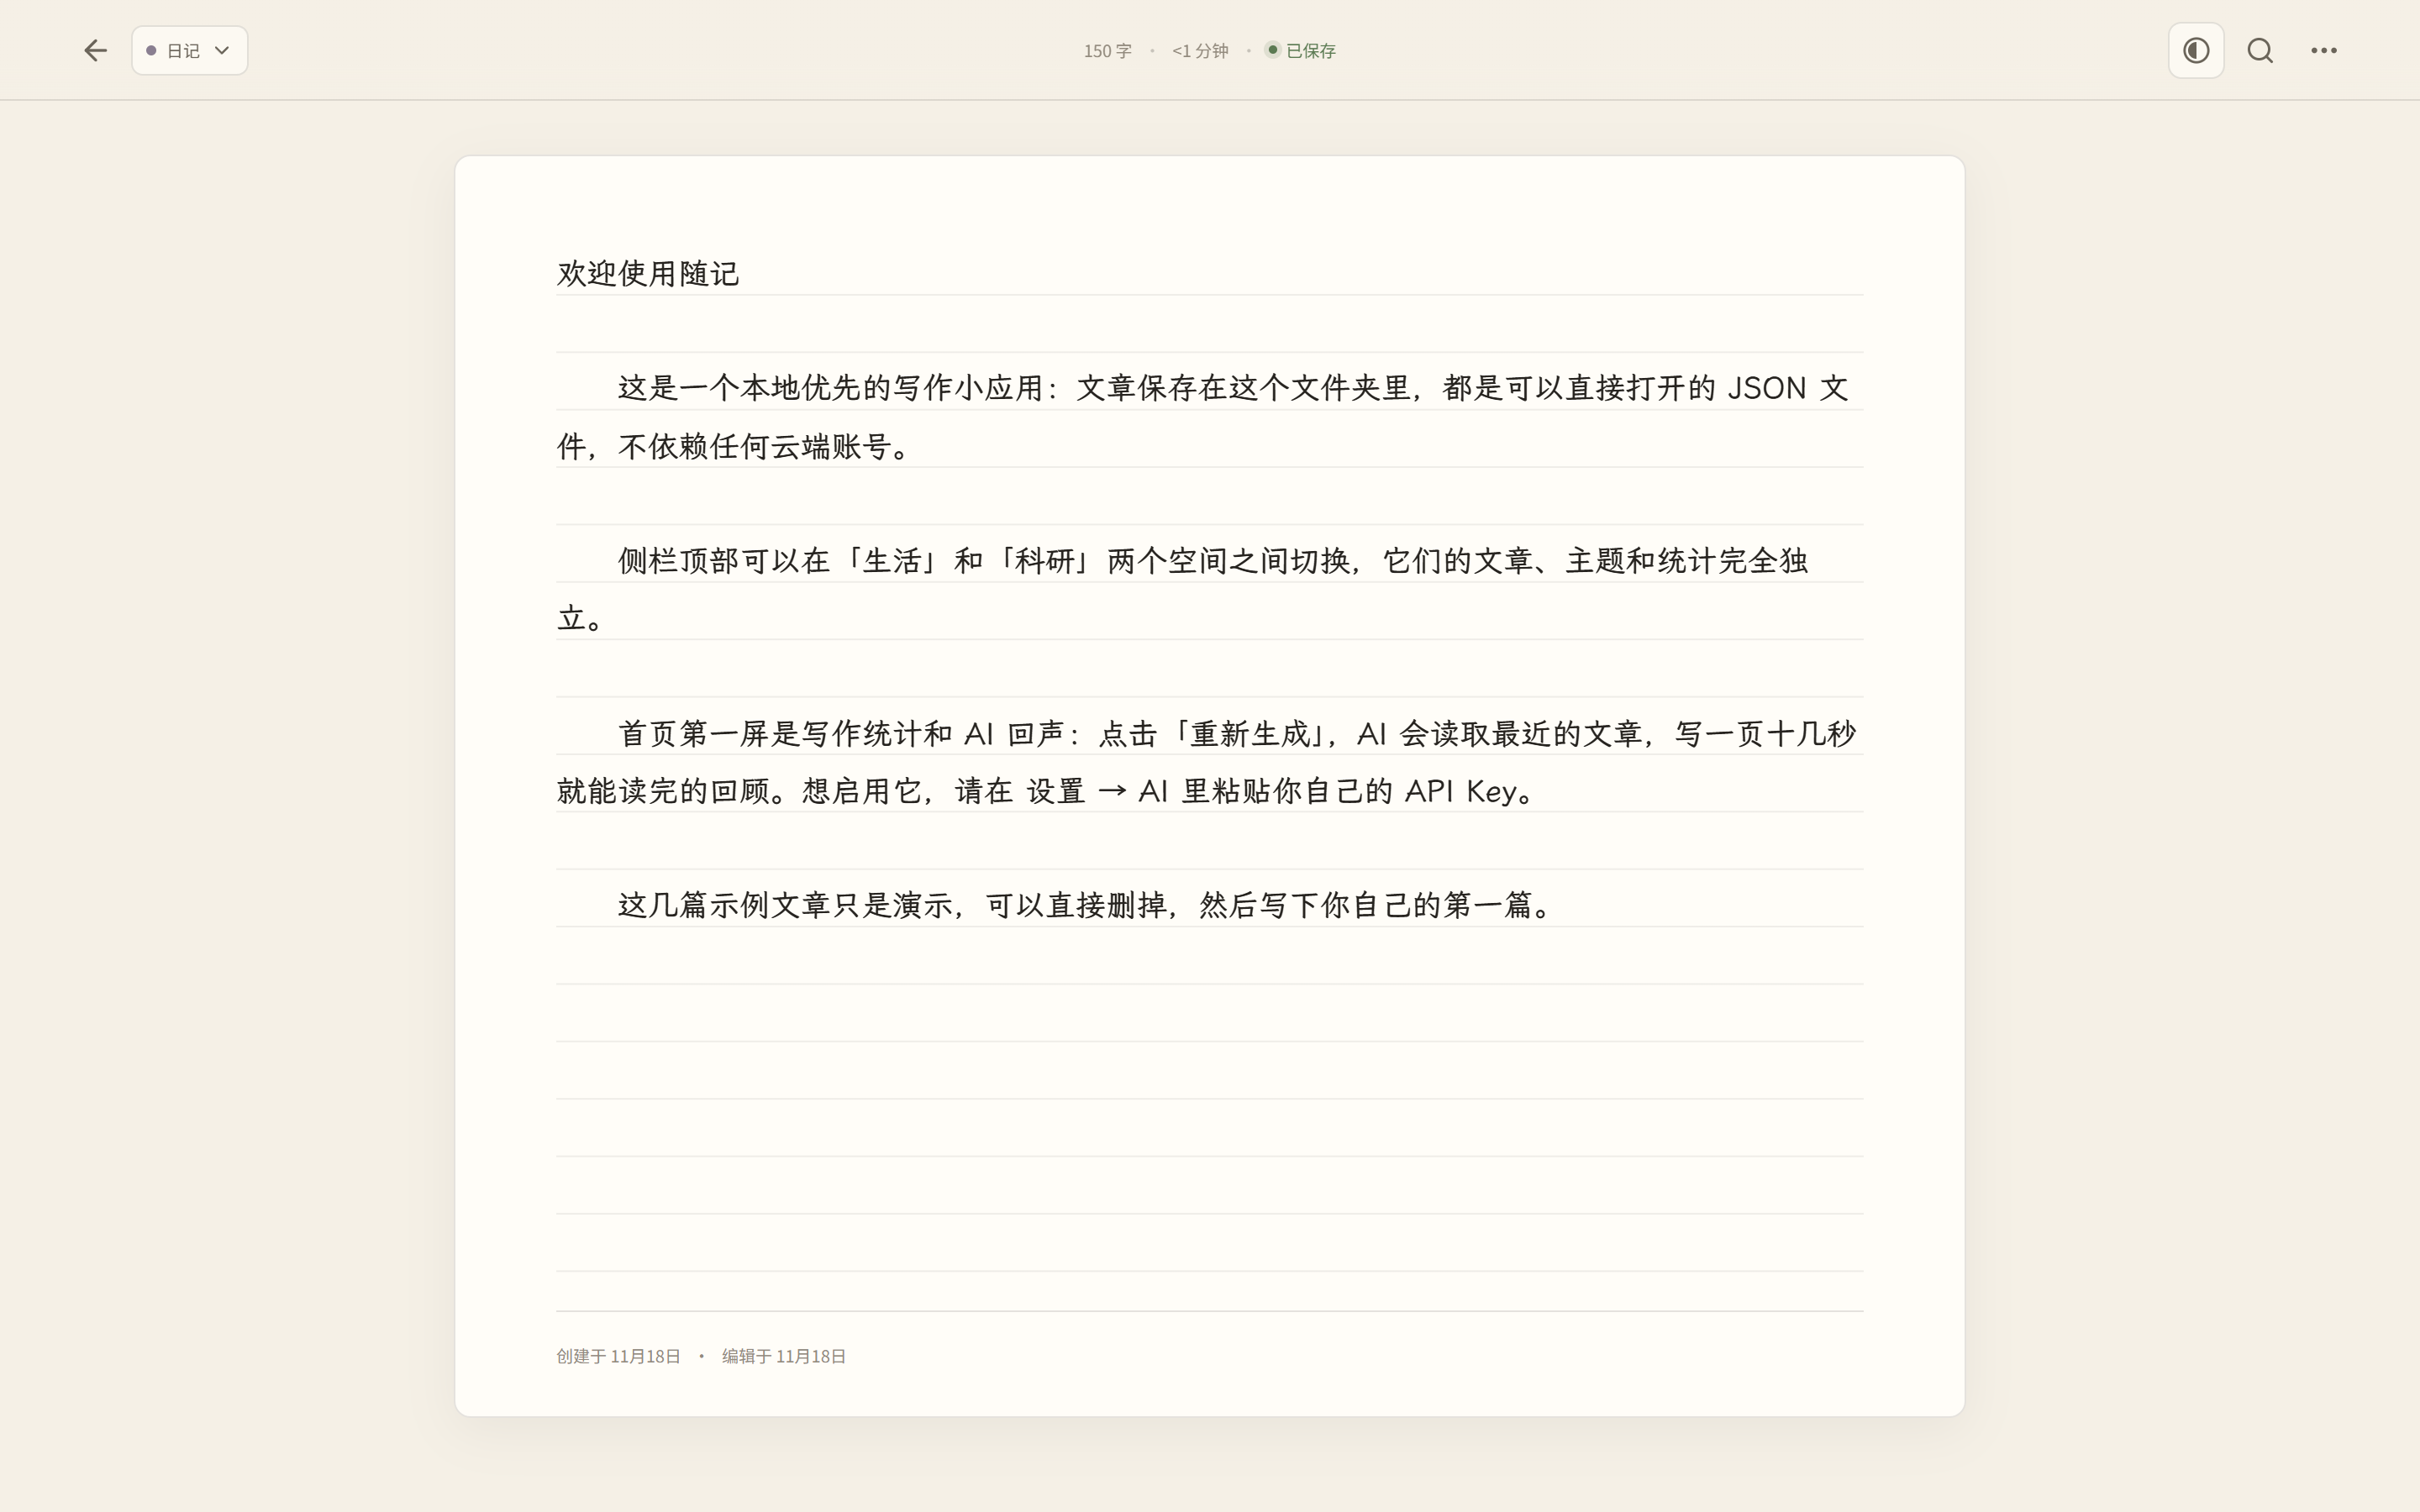 日记
150 字 · <1 分钟 · 已保存
欢迎使用随记
这是一个本地优先的写作小应用：文章保存在这个文件夹里，都是可以直接打开的 JSON 文
件，不依赖任何云端账号。
侧栏顶部可以在「生活」和「科研」两个空间之间切换，它们的文章、主题和统计完全独
立。
首页第一屏是写作统计和 AI 回声：点击「重新生成」，AI 会读取最近的文章，写一页十几秒
就能读完的回顾。想启用它，请在 设置 → AI 里粘贴你自己的 API Key。
这几篇示例文章只是演示，可以直接删掉，然后写下你自己的第一篇。
创建于 11月18日 · 编辑于 11月18日